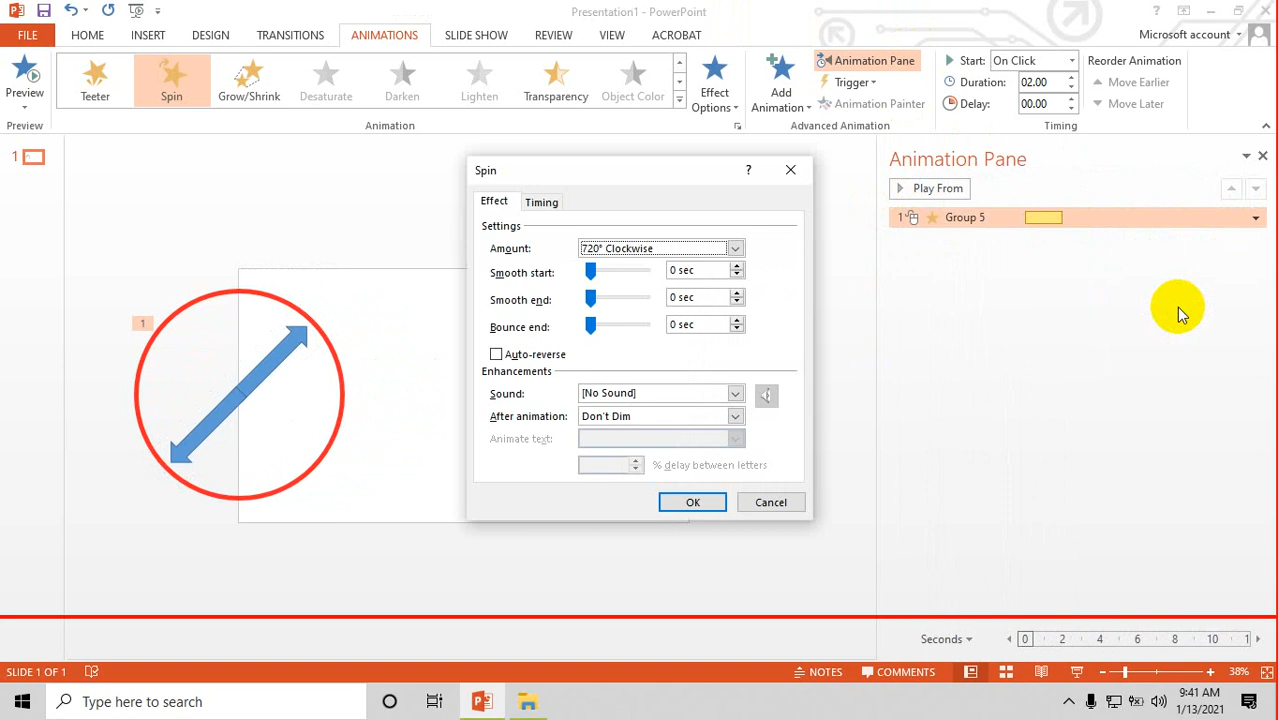 Presentation1 - PowerPoint
FILE HOME INSERT DESIGN TRANSITIONS ANIMATIONS SLIDE SHOW REVIEW VIEW ACROBAT Microsoft account
Preview
Teeter Spin Grow/Shrink Desaturate Darken Lighten Transparency Object Color
Effect Options
Add Animation
Animation Pane
Trigger
Animation Painter
Start: On Click
Duration: 02.00
Delay: 00.00
Reorder Animation
Move Earlier
Move Later
Preview Animation Advanced Animation Timing
1
1
Spin
Effect Timing
Settings
Amount: 720° Clockwise
Smooth start: 0 sec
Smooth end: 0 sec
Bounce end: 0 sec
Auto-reverse
Enhancements
Sound: [No Sound]
After animation: Don't Dim
Animate text:
% delay between letters
OK Cancel
Animation Pane
Play From
1 Group 5
Seconds 0 2 4 6 8 10 1
SLIDE 1 OF 1 NOTES COMMENTS 38%
Type here to search
9:41 AM
1/13/2021